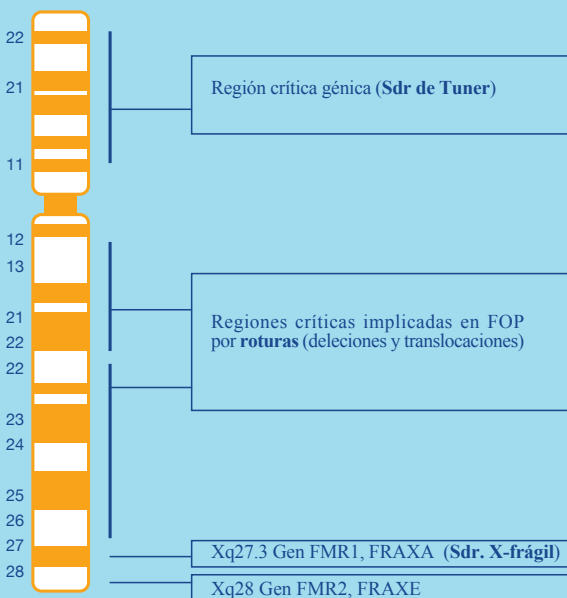 22
21
Región crítica génica (Sdr de Tuner)
11
12
13
21
Regiones críticas implicadas en FOP
22
por roturas (deleciones y translocaciones)
22
23
24
25
26
27
Xq27.3 Gen FMR1, FRAXA (Sdr. X-frágil)
28
Xq28 Gen FMR2, FRAXE